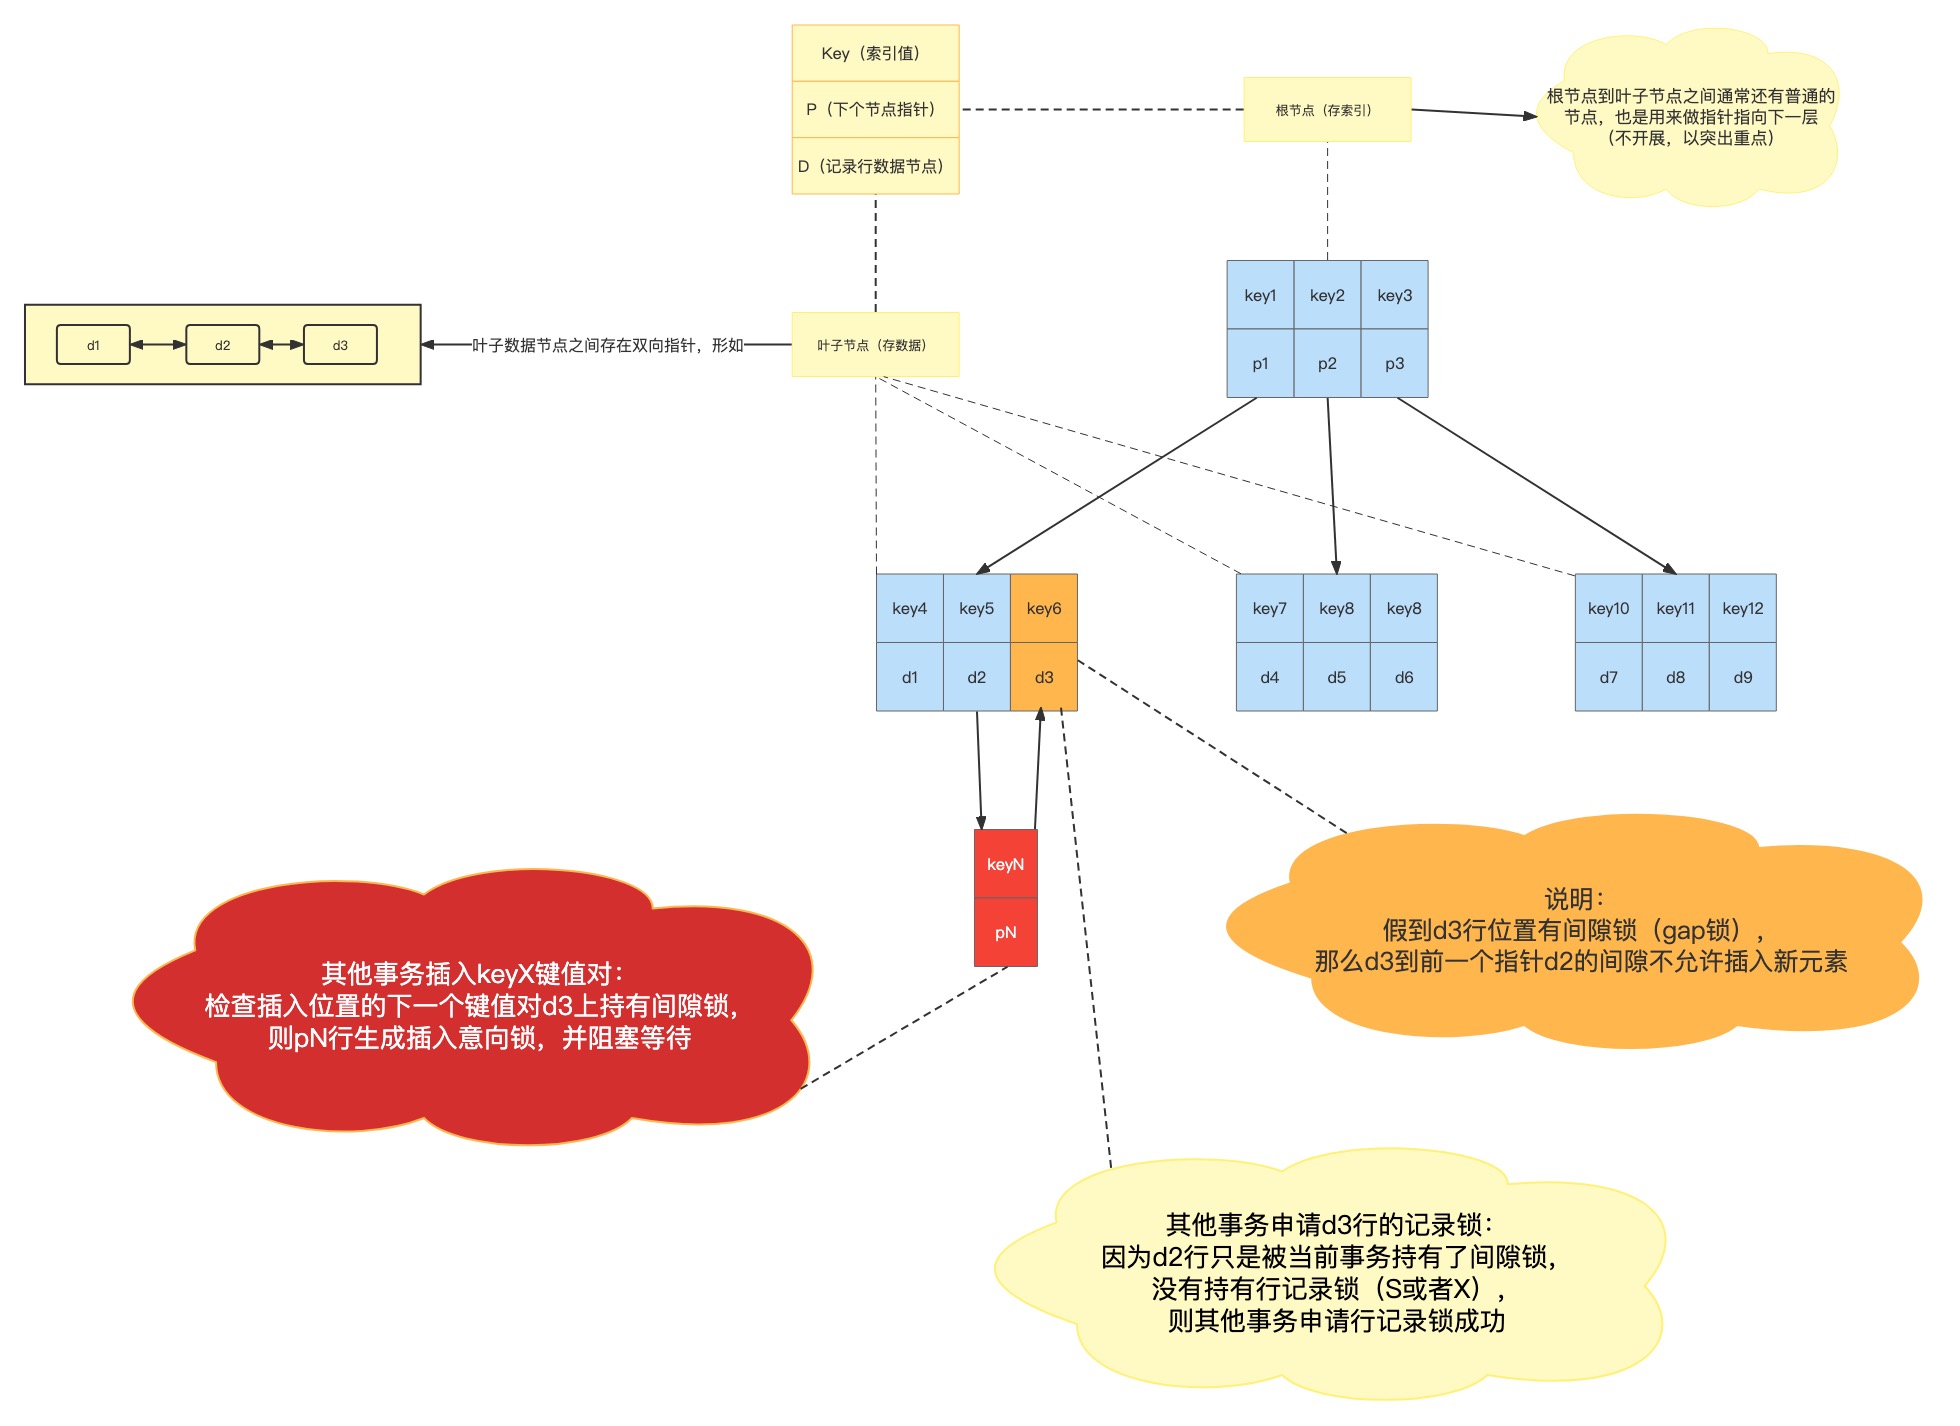 Key（索引值）
P（下个节点指针）
D（记录行数据节点）
根节点（存索引）
根节点到叶子节点之间通常还有普通的
节点，也是用来做指针指向下一层
（不开展，以突出重点）
key1 key2 key3
p1 p2 p3
d1 d2 d3
叶子数据节点之间存在双向指针，形如
叶子节点（存数据）
key4 key5 key6
d1 d2 d3
key7 key8 key8
d4 d5 d6
key10 key11 key12
d7 d8 d9
keyN
pN
其他事务插入keyX键值对：
检查插入位置的下一个键值对d3上持有间隙锁，
则pN行生成插入意向锁，并阻塞等待
说明：
假到d3行位置有间隙锁（gap锁），
那么d3到前一个指针d2的间隙不允许插入新元素
其他事务申请d3行的记录锁：
因为d2行只是被当前事务持有了间隙锁，
没有持有行记录锁（S或者X），
则其他事务申请行记录锁成功